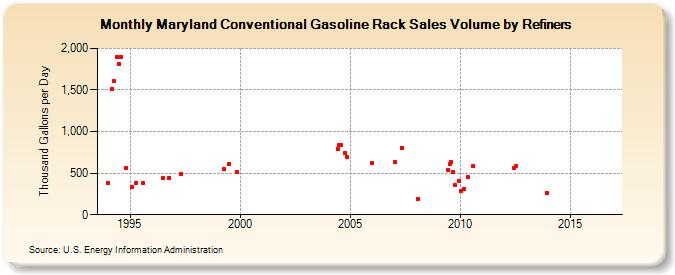 Monthly Maryland Conventional Gasoline Rack Sales Volume by Refiners
Thousand Gallons per Day
2,000
1,500
1,000
500
0
1995 2000 2005 2010 2015
Source: U.S. Energy Information Administration